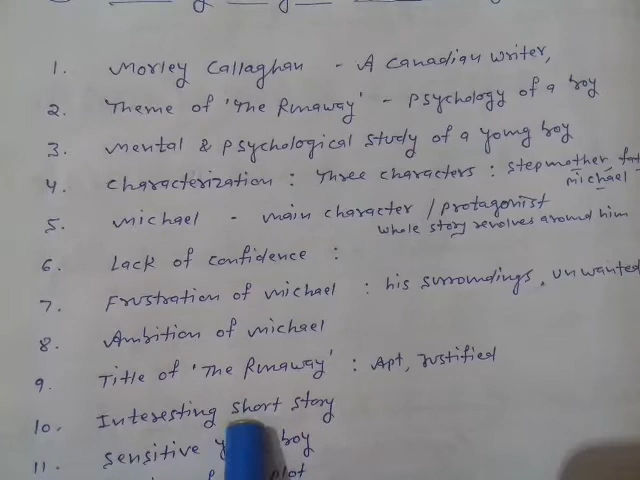 1. Morley Callaghan - A Canadian writer,
2. Theme of 'The Runaway' - Psychology of a boy
3. Mental & Psychological study of a young boy
4. Characterization : Three characters : stepmother,
michael
5. Michael - main character / Protagonist
whole story revolves around him
6. Lack of confidence :
7. Frustration of Michael : his surroundings, unwanted
8. Ambition of Michael
9. Title of 'The Runaway' : Apt, Justified
10. Interesting short story
11. Sensitive boy
plot